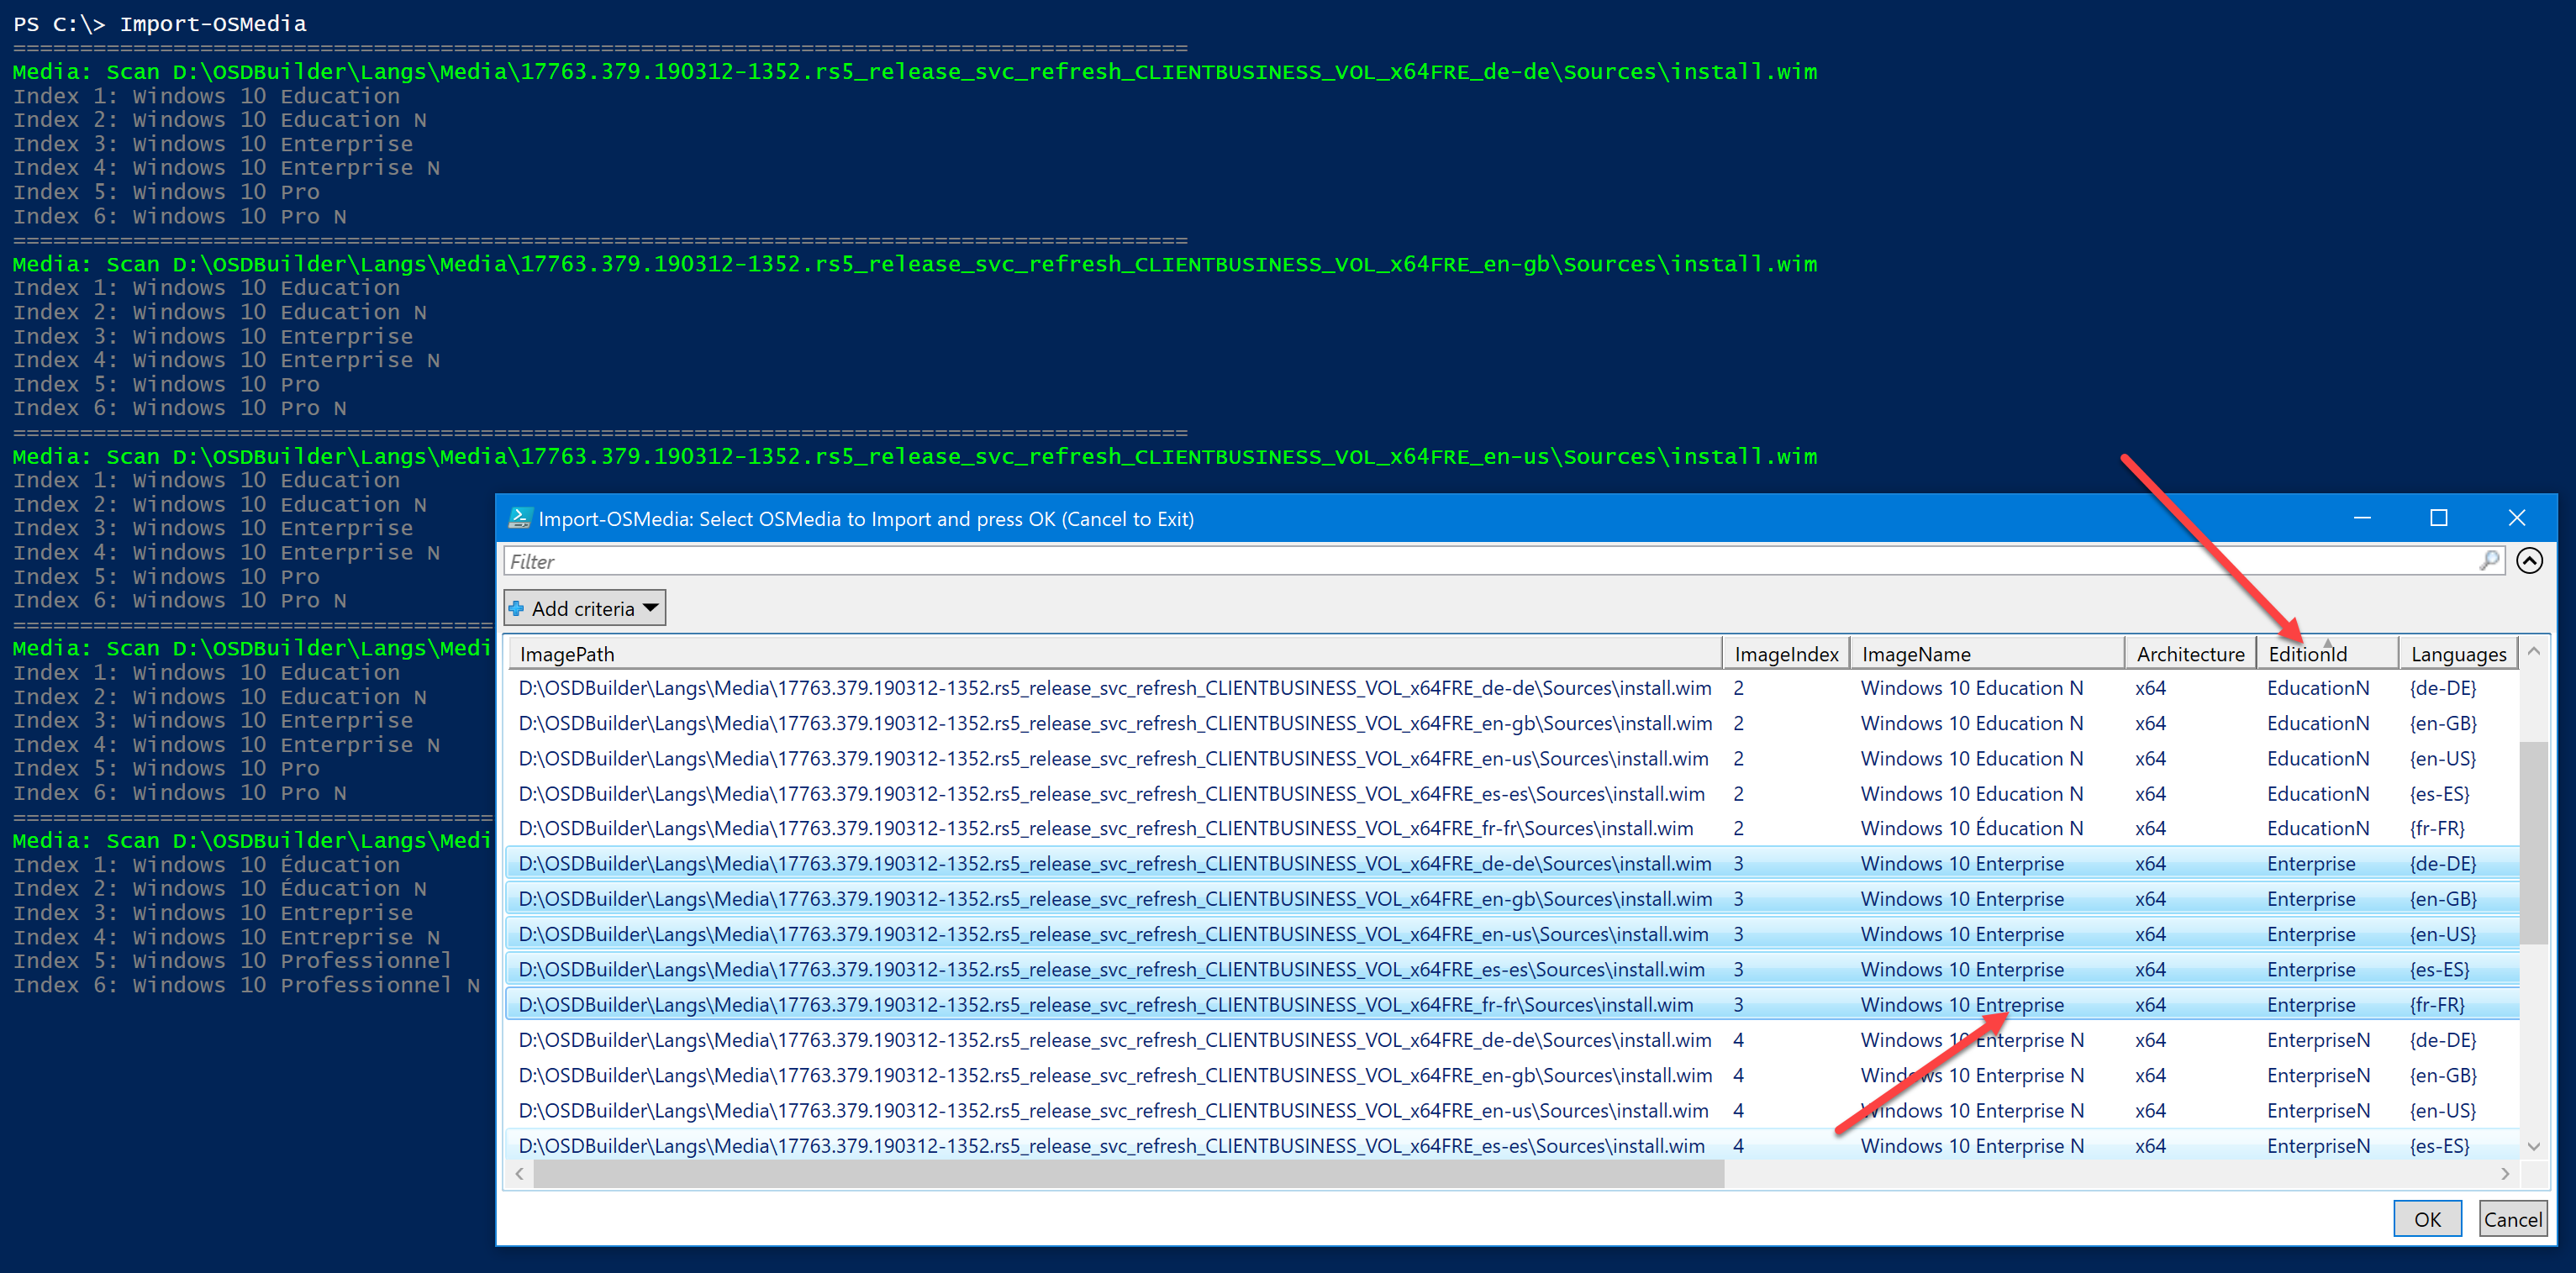 PS C:\> Import-OSMedia
========================================================================================
Media: Scan D:\OSDBuilder\Langs\Media\17763.379.190312-1352.rs5_release_svc_refresh_CLIENTBUSINESS_VOL_x64FRE_de-de\Sources\install.wim
Index 1: Windows 10 Education
Index 2: Windows 10 Education N
Index 3: Windows 10 Enterprise
Index 4: Windows 10 Enterprise N
Index 5: Windows 10 Pro
Index 6: Windows 10 Pro N
========================================================================================
Media: Scan D:\OSDBuilder\Langs\Media\17763.379.190312-1352.rs5_release_svc_refresh_CLIENTBUSINESS_VOL_x64FRE_en-gb\Sources\install.wim
Index 1: Windows 10 Education
Index 2: Windows 10 Education N
Index 3: Windows 10 Enterprise
Index 4: Windows 10 Enterprise N
Index 5: Windows 10 Pro
Index 6: Windows 10 Pro N
========================================================================================
Media: Scan D:\OSDBuilder\Langs\Media\17763.379.190312-1352.rs5_release_svc_refresh_CLIENTBUSINESS_VOL_x64FRE_en-us\Sources\install.wim
Index 1: Windows 10 Education
Index 2: Windows 10 Education N
Index 3: Windows 10 Enterprise
Index 4: Windows 10 Enterprise N
Index 5: Windows 10 Pro
Index 6: Windows 10 Pro N
====================================
Media: Scan D:\OSDBuilder\Langs\Medi
Index 1: Windows 10 Education
Index 2: Windows 10 Education N
Index 3: Windows 10 Enterprise
Index 4: Windows 10 Enterprise N
Index 5: Windows 10 Pro
Index 6: Windows 10 Pro N
====================================
Media: Scan D:\OSDBuilder\Langs\Medi
Index 1: Windows 10 Éducation
Index 2: Windows 10 Éducation N
Index 3: Windows 10 Entreprise
Index 4: Windows 10 Entreprise N
Index 5: Windows 10 Professionnel
Index 6: Windows 10 Professionnel N
Import-OSMedia: Select OSMedia to Import and press OK (Cancel to Exit)
Filter
Add criteria
ImagePath ImageIndex ImageName Architecture EditionId Languages
D:\OSDBuilder\Langs\Media\17763.379.190312-1352.rs5_release_svc_refresh_CLIENTBUSINESS_VOL_x64FRE_de-de\Sources\install.wim 2 Windows 10 Education N x64 EducationN {de-DE}
D:\OSDBuilder\Langs\Media\17763.379.190312-1352.rs5_release_svc_refresh_CLIENTBUSINESS_VOL_x64FRE_en-gb\Sources\install.wim 2 Windows 10 Education N x64 EducationN {en-GB}
D:\OSDBuilder\Langs\Media\17763.379.190312-1352.rs5_release_svc_refresh_CLIENTBUSINESS_VOL_x64FRE_en-us\Sources\install.wim 2 Windows 10 Education N x64 EducationN {en-US}
D:\OSDBuilder\Langs\Media\17763.379.190312-1352.rs5_release_svc_refresh_CLIENTBUSINESS_VOL_x64FRE_es-es\Sources\install.wim 2 Windows 10 Education N x64 EducationN {es-ES}
D:\OSDBuilder\Langs\Media\17763.379.190312-1352.rs5_release_svc_refresh_CLIENTBUSINESS_VOL_x64FRE_fr-fr\Sources\install.wim 2 Windows 10 Éducation N x64 EducationN {fr-FR}
D:\OSDBuilder\Langs\Media\17763.379.190312-1352.rs5_release_svc_refresh_CLIENTBUSINESS_VOL_x64FRE_de-de\Sources\install.wim 3 Windows 10 Enterprise x64 Enterprise {de-DE}
D:\OSDBuilder\Langs\Media\17763.379.190312-1352.rs5_release_svc_refresh_CLIENTBUSINESS_VOL_x64FRE_en-gb\Sources\install.wim 3 Windows 10 Enterprise x64 Enterprise {en-GB}
D:\OSDBuilder\Langs\Media\17763.379.190312-1352.rs5_release_svc_refresh_CLIENTBUSINESS_VOL_x64FRE_en-us\Sources\install.wim 3 Windows 10 Enterprise x64 Enterprise {en-US}
D:\OSDBuilder\Langs\Media\17763.379.190312-1352.rs5_release_svc_refresh_CLIENTBUSINESS_VOL_x64FRE_es-es\Sources\install.wim 3 Windows 10 Enterprise x64 Enterprise {es-ES}
D:\OSDBuilder\Langs\Media\17763.379.190312-1352.rs5_release_svc_refresh_CLIENTBUSINESS_VOL_x64FRE_fr-fr\Sources\install.wim 3 Windows 10 Entreprise x64 Enterprise {fr-FR}
D:\OSDBuilder\Langs\Media\17763.379.190312-1352.rs5_release_svc_refresh_CLIENTBUSINESS_VOL_x64FRE_de-de\Sources\install.wim 4 Windows 10 Enterprise N x64 EnterpriseN {de-DE}
D:\OSDBuilder\Langs\Media\17763.379.190312-1352.rs5_release_svc_refresh_CLIENTBUSINESS_VOL_x64FRE_en-gb\Sources\install.wim 4 Windows 10 Enterprise N x64 EnterpriseN {en-GB}
D:\OSDBuilder\Langs\Media\17763.379.190312-1352.rs5_release_svc_refresh_CLIENTBUSINESS_VOL_x64FRE_en-us\Sources\install.wim 4 Windows 10 Enterprise N x64 EnterpriseN {en-US}
D:\OSDBuilder\Langs\Media\17763.379.190312-1352.rs5_release_svc_refresh_CLIENTBUSINESS_VOL_x64FRE_es-es\Sources\install.wim 4 Windows 10 Enterprise N x64 EnterpriseN {es-ES}
OK Cancel